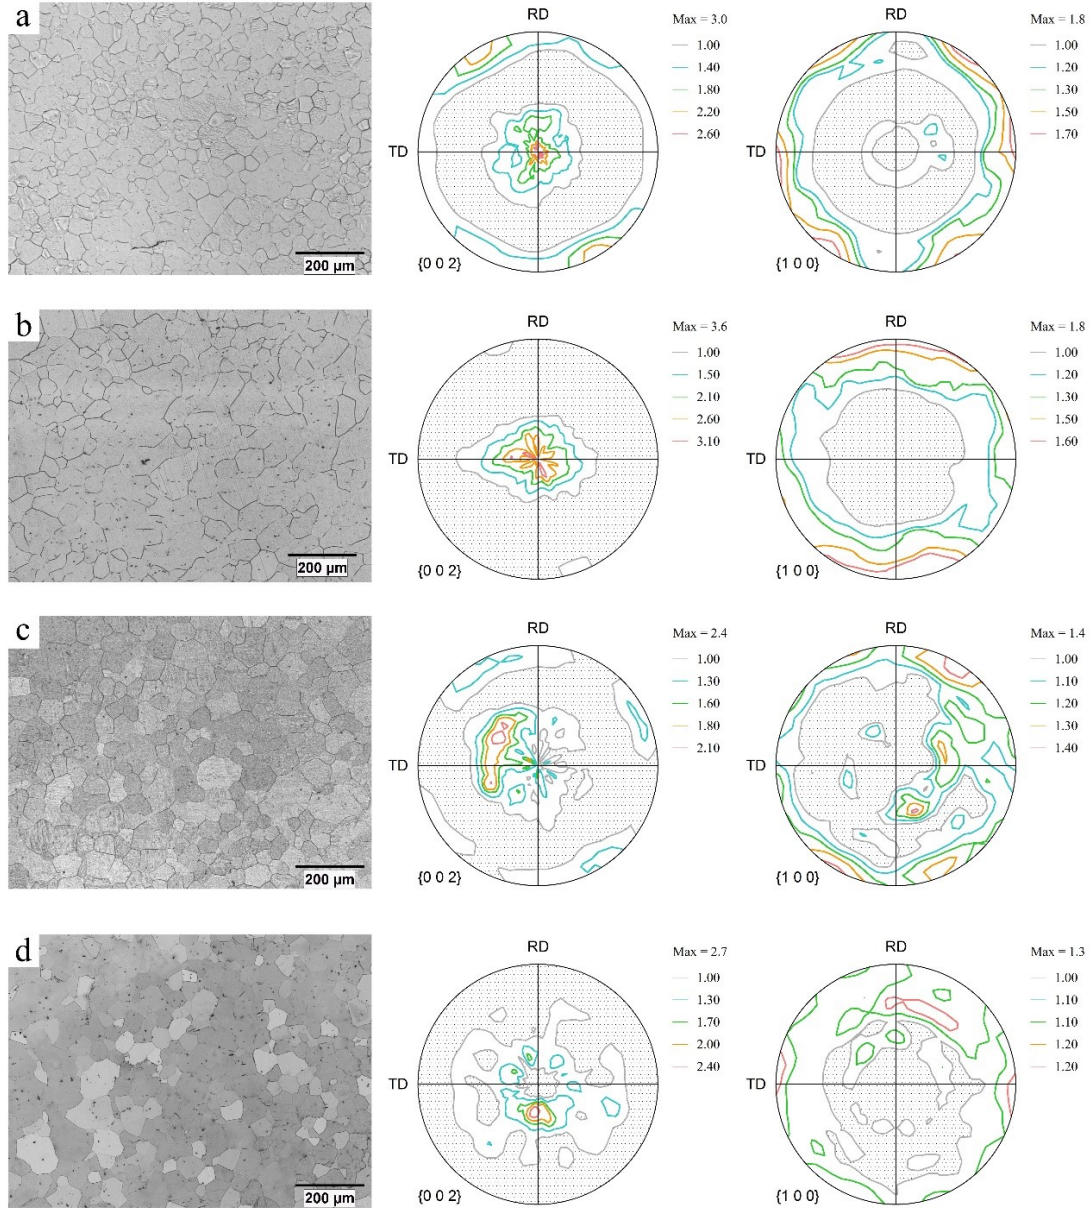 a
200 µm
RD
TD
{0 0 2}
Max = 3.0
1.00
1.40
1.80
2.20
2.60
RD
TD
{1 0 0}
Max = 1.8
1.00
1.20
1.30
1.50
1.70
b
200 µm
RD
TD
{0 0 2}
Max = 3.6
1.00
1.50
2.10
2.60
3.10
RD
TD
{1 0 0}
Max = 1.8
1.00
1.20
1.30
1.50
1.60
c
200 µm
RD
TD
{0 0 2}
Max = 2.4
1.00
1.30
1.60
1.80
2.10
RD
TD
{1 0 0}
Max = 1.4
1.00
1.10
1.20
1.30
1.40
d
200 µm
RD
TD
{0 0 2}
Max = 2.7
1.00
1.30
1.70
2.00
2.40
RD
TD
{1 0 0}
Max = 1.3
1.00
1.10
1.10
1.20
1.20